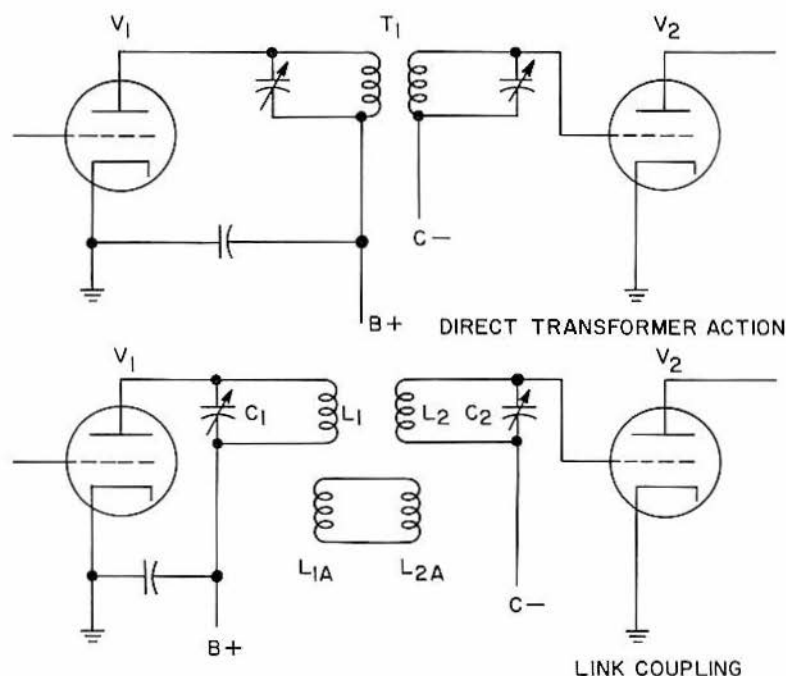 V1 T1 V2
C−
B+ DIRECT TRANSFORMER ACTION
V1 V2
C1 L1 L2 C2
L1A L2A
C−
B+
LINK COUPLING